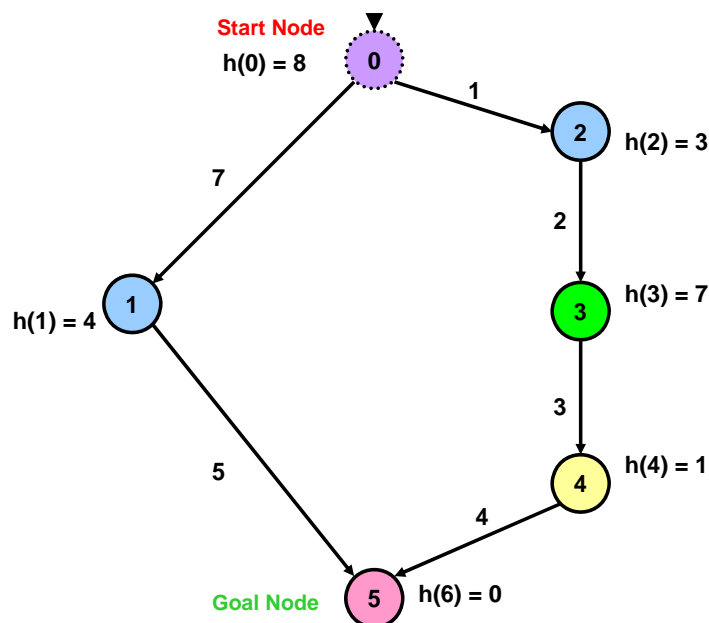 Start Node
h(0) = 8
0
1
2
h(2) = 3
7
2
1
h(1) = 4
h(3) = 7
3
3
5
4
h(4) = 1
4
Goal Node
5
h(6) = 0